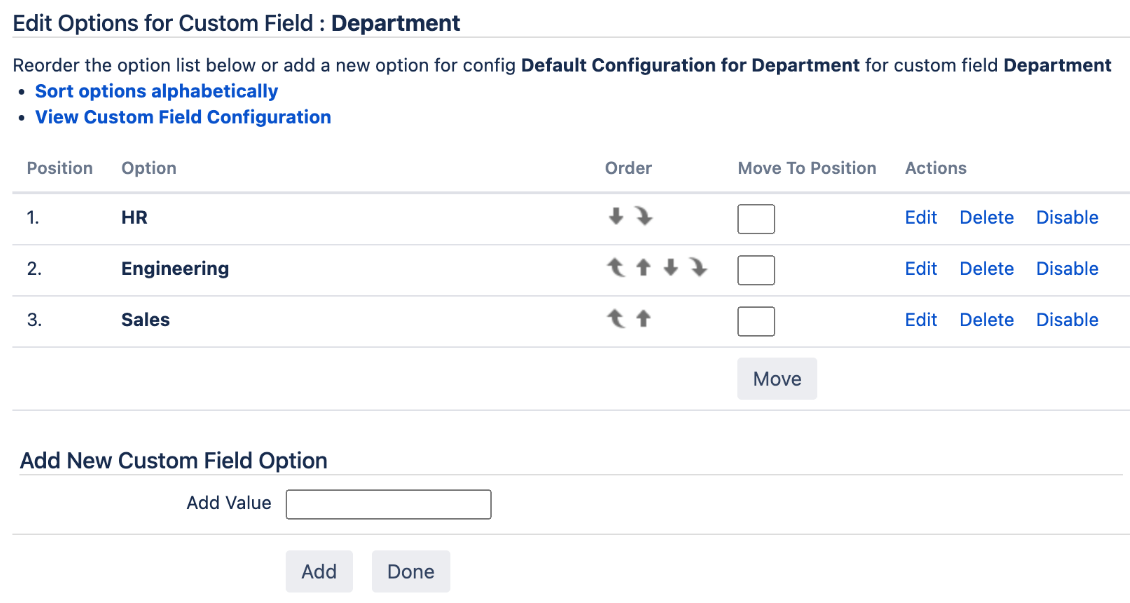 Edit Options for Custom Field : Department
Reorder the option list below or add a new option for config Default Configuration for Department for custom field Department
• Sort options alphabetically
• View Custom Field Configuration
Position Option Order Move To Position Actions
1. HR Edit Delete Disable
2. Engineering Edit Delete Disable
3. Sales Edit Delete Disable
Move
Add New Custom Field Option
Add Value
Add Done